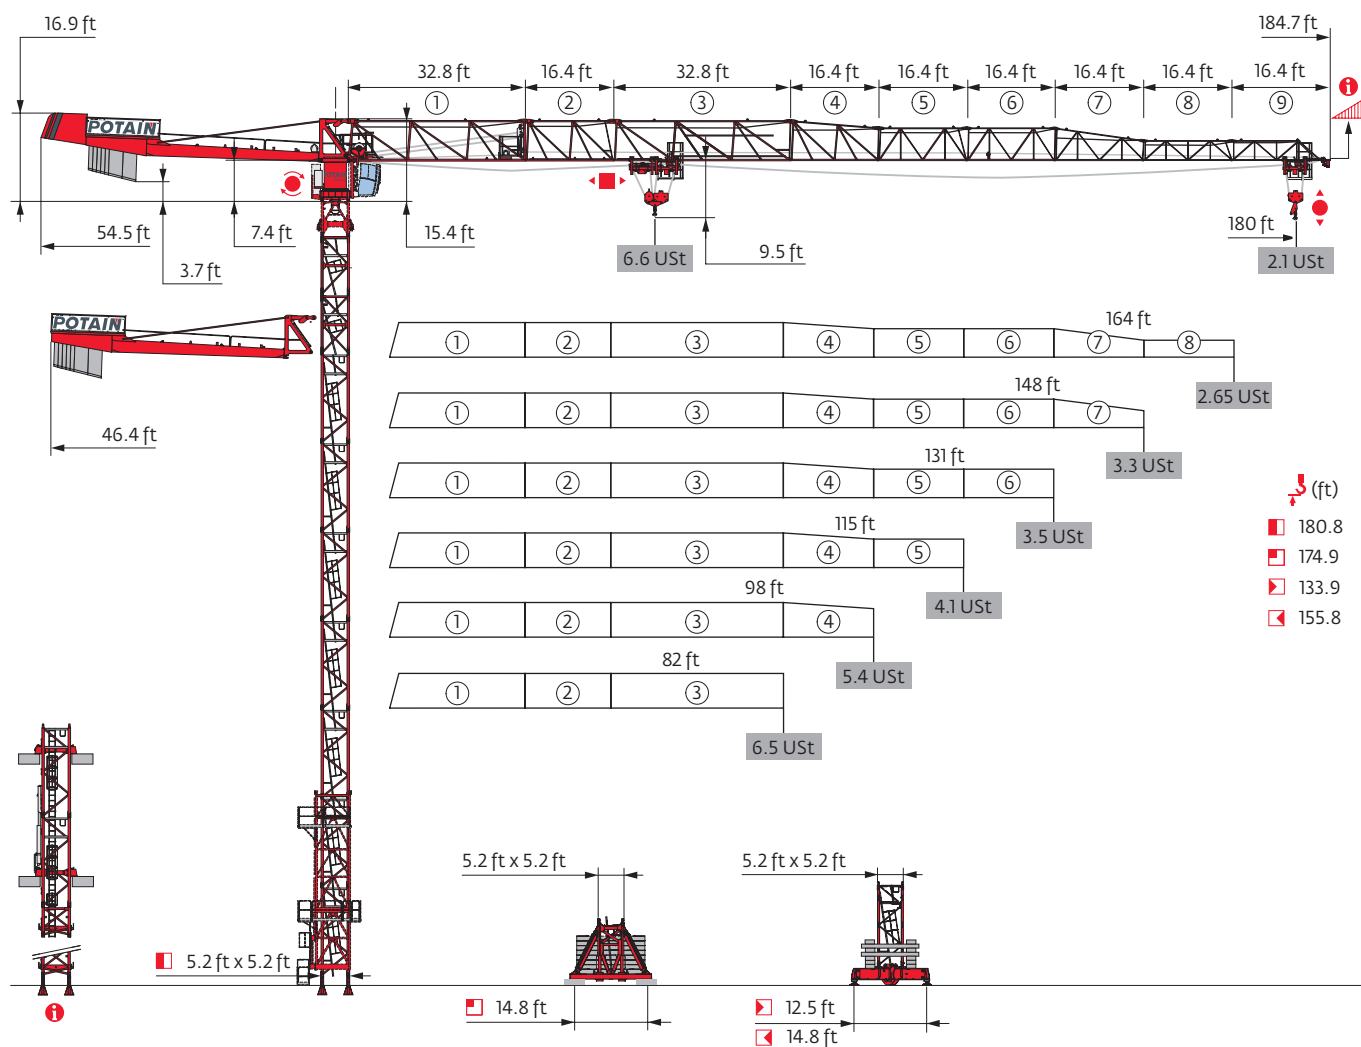 16.9 ft
184.7 ft
32.8 ft 16.4 ft 32.8 ft 16.4 ft 16.4 ft 16.4 ft 16.4 ft 16.4 ft 16.4 ft
1 2 3 4 5 6 7 8 9
i
POTAIN
54.5 ft
7.4 ft
15.4 ft
9.5 ft
180 ft
3.7 ft
6.6 USt
2.1 USt
POTAIN
46.4 ft
164 ft
1 2 3 4 5 6 7 8
2.65 USt
148 ft
1 2 3 4 5 6 7
3.3 USt
131 ft
1 2 3 4 5 6
3.5 USt
115 ft
1 2 3 4 5
4.1 USt
98 ft
1 2 3 4
5.4 USt
82 ft
1 2 3
6.5 USt
(ft)
180.8
174.9
133.9
155.8
5.2 ft x 5.2 ft
5.2 ft x 5.2 ft
5.2 ft x 5.2 ft
14.8 ft
12.5 ft
14.8 ft
i